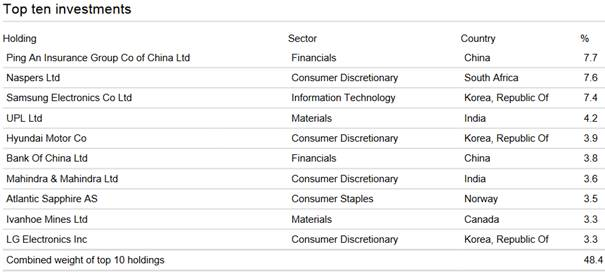 Top ten investments
Holding Sector Country %
Ping An Insurance Group Co of China Ltd Financials China 7.7
Naspers Ltd Consumer Discretionary South Africa 7.6
Samsung Electronics Co Ltd Information Technology Korea, Republic Of 7.4
UPL Ltd Materials India 4.2
Hyundai Motor Co Consumer Discretionary Korea, Republic Of 3.9
Bank Of China Ltd Financials China 3.8
Mahindra & Mahindra Ltd Consumer Discretionary India 3.6
Atlantic Sapphire AS Consumer Staples Norway 3.5
Ivanhoe Mines Ltd Materials Canada 3.3
LG Electronics Inc Consumer Discretionary Korea, Republic Of 3.3
Combined weight of top 10 holdings 48.4